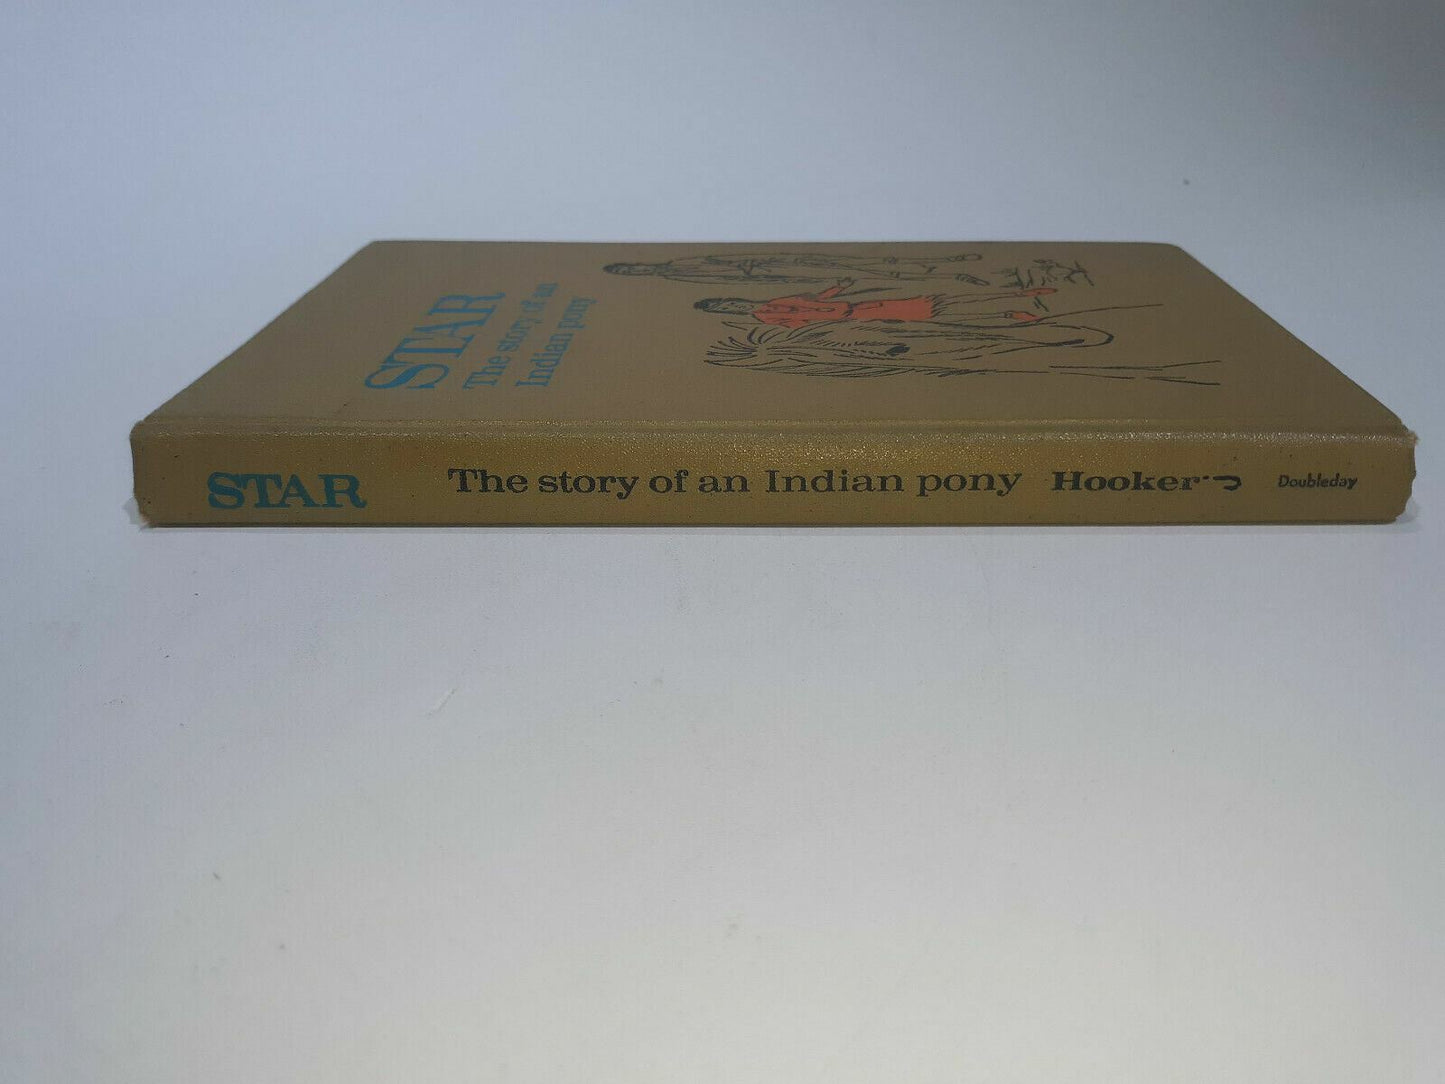 STAR
The story of an
Indian pony
STAR The story of an Indian pony Hooker Doubleday